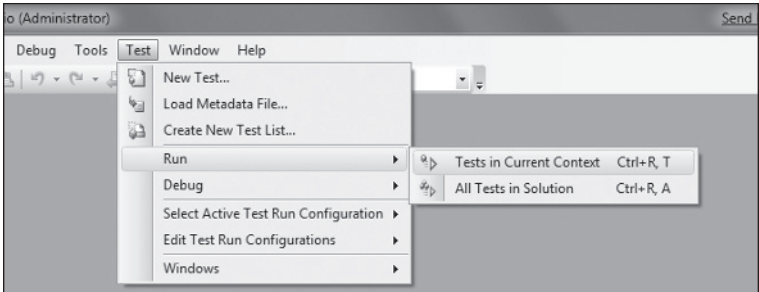 io (Administrator) Send
Debug Tools Test Window Help
New Test...
Load Metadata File...
Create New Test List...
Run
Tests in Current Context Ctrl+R, T
Debug
All Tests in Solution Ctrl+R, A
Select Active Test Run Configuration
Edit Test Run Configurations
Windows